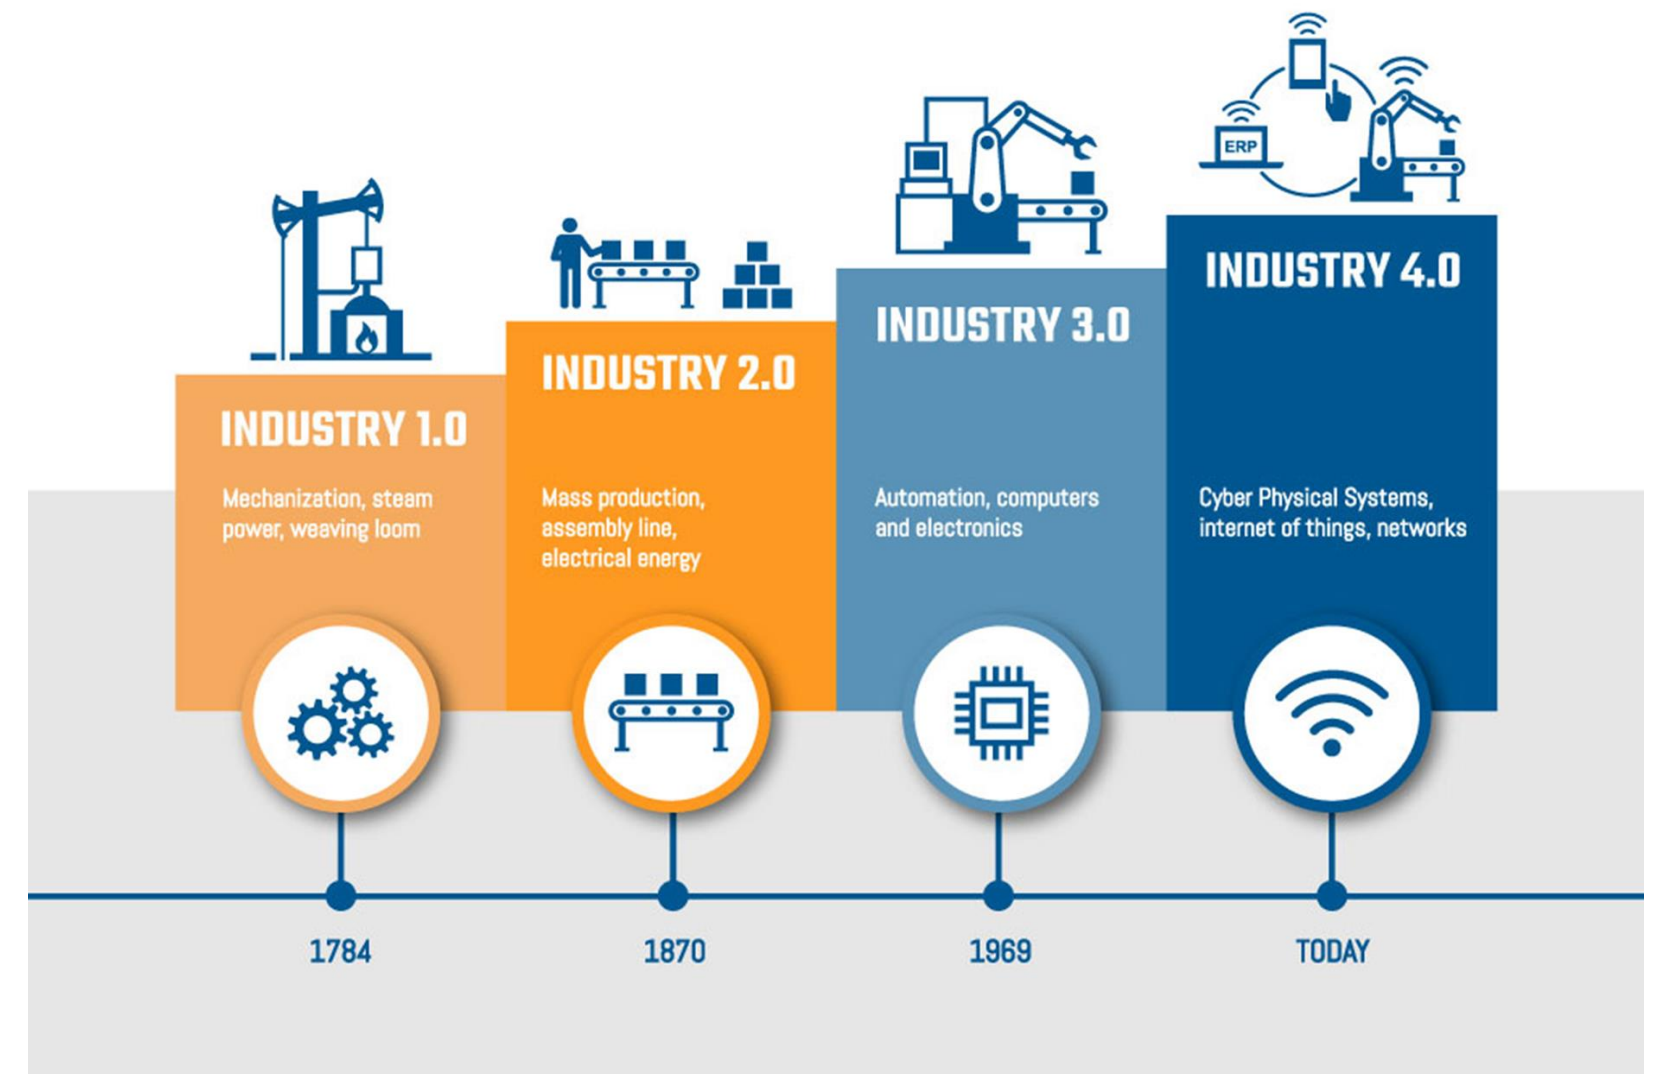 ERP
INDUSTRY 4.0
INDUSTRY 3.0
INDUSTRY 2.0
INDUSTRY 1.0
Mechanization, steam
power, weaving loom
Mass production,
assembly line,
electrical energy
Automation, computers
and electronics
Cyber Physical Systems,
internet of things, networks
1784
1870
1969
TODAY